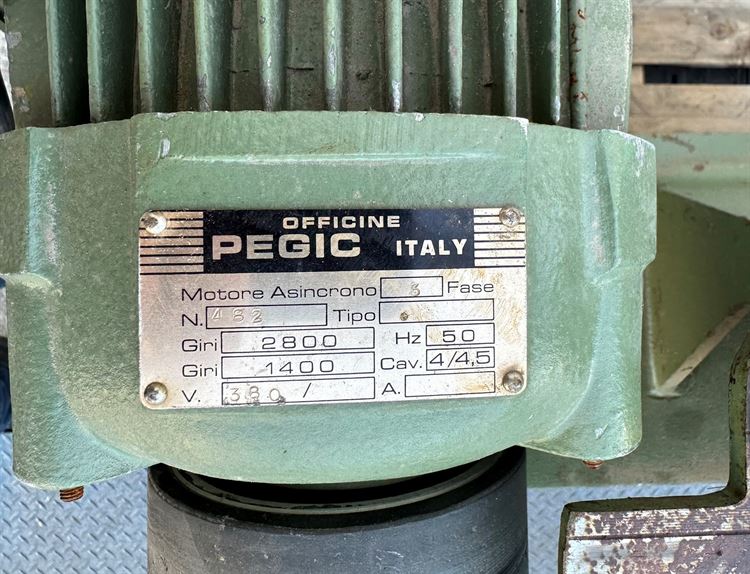 OFFICINE
PEGIC ITALY
Motore Asincrono 3 Fase
N. 482 Tipo
Giri 2800 Hz 50
Giri 1400 Cav. 4/4,5
V. 380 / A.